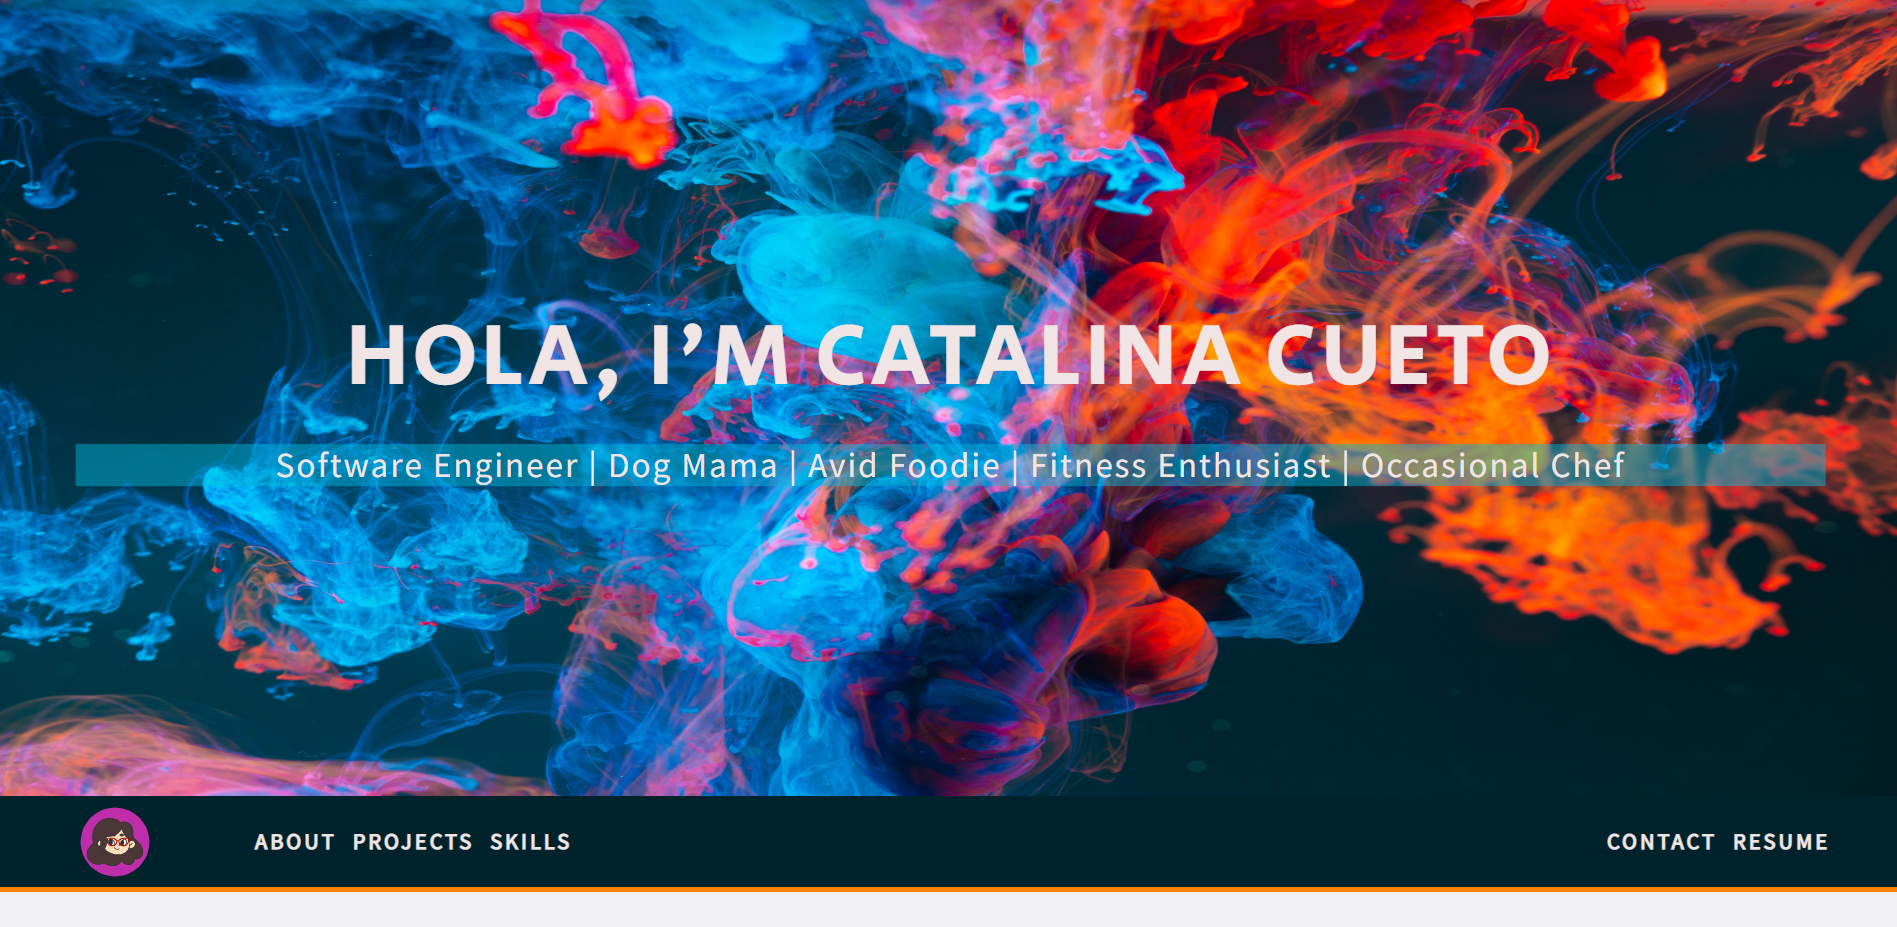 HOLA, I’M CATALINA CUETO
Software Engineer | Dog Mama | Avid Foodie | Fitness Enthusiast | Occasional Chef
ABOUT PROJECTS SKILLS CONTACT RESUME